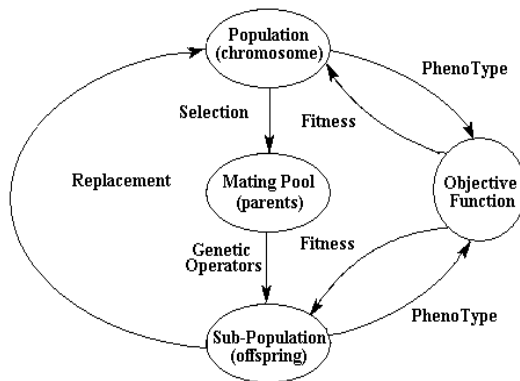 Population
(chromosome)
PhenoType
Selection
Fitness
Replacement
Mating Pool
(parents)
Objective
Function
Genetic
Operators
Fitness
Sub-Population
(offspring)
PhenoType